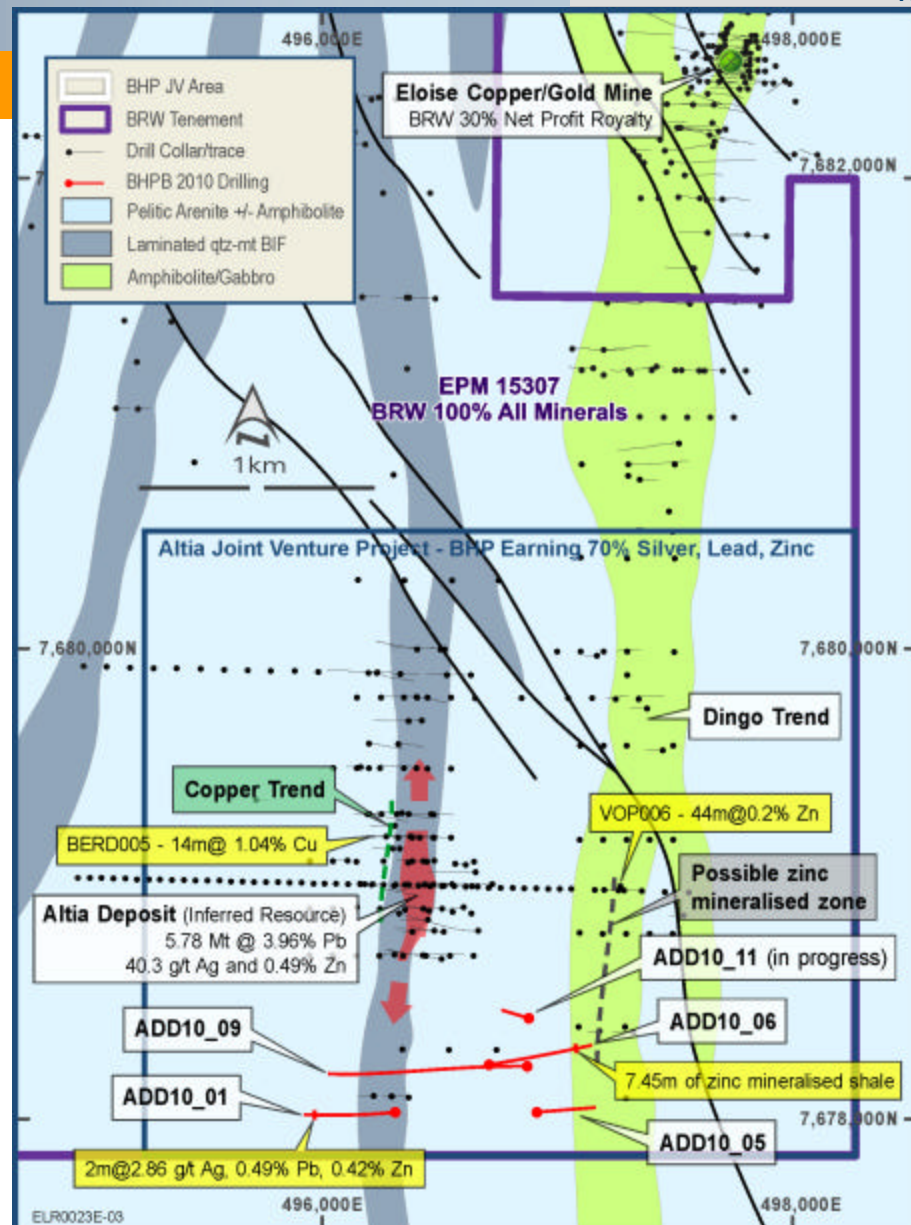 496,000E
498,000E
BHP JV Area
BRW Tenement
Drill Collar/trace
BHPB 2010 Drilling
Pelitic Arenite +/- Amphibolite
Laminated qtz-mt BIF
Amphibolite/Gabbro
Eloise Copper/Gold Mine
BRW 30% Net Profit Royalty
7,682,000N
EPM 15307
BRW 100% All Minerals
N
1km
Altia Joint Venture Project - BHP Earning 70% Silver, Lead, Zinc
7,680,000N
7,680,000N
Dingo Trend
Copper Trend
VOP006 - 44m@0.2% Zn
BERD005 - 14m@ 1.04% Cu
Possible zinc
mineralised zone
Altia Deposit (Inferred Resource)
5.78 Mt @ 3.96% Pb
40.3 g/t Ag and 0.49% Zn
ADD10_11 (in progress)
ADD10_09
ADD10_06
7.45m of zinc mineralised shale
ADD10_01
7,678,000N
ADD10_05
2m@2.86 g/t Ag, 0.49% Pb, 0.42% Zn
496,000E
498,000E
ELR0023E-03